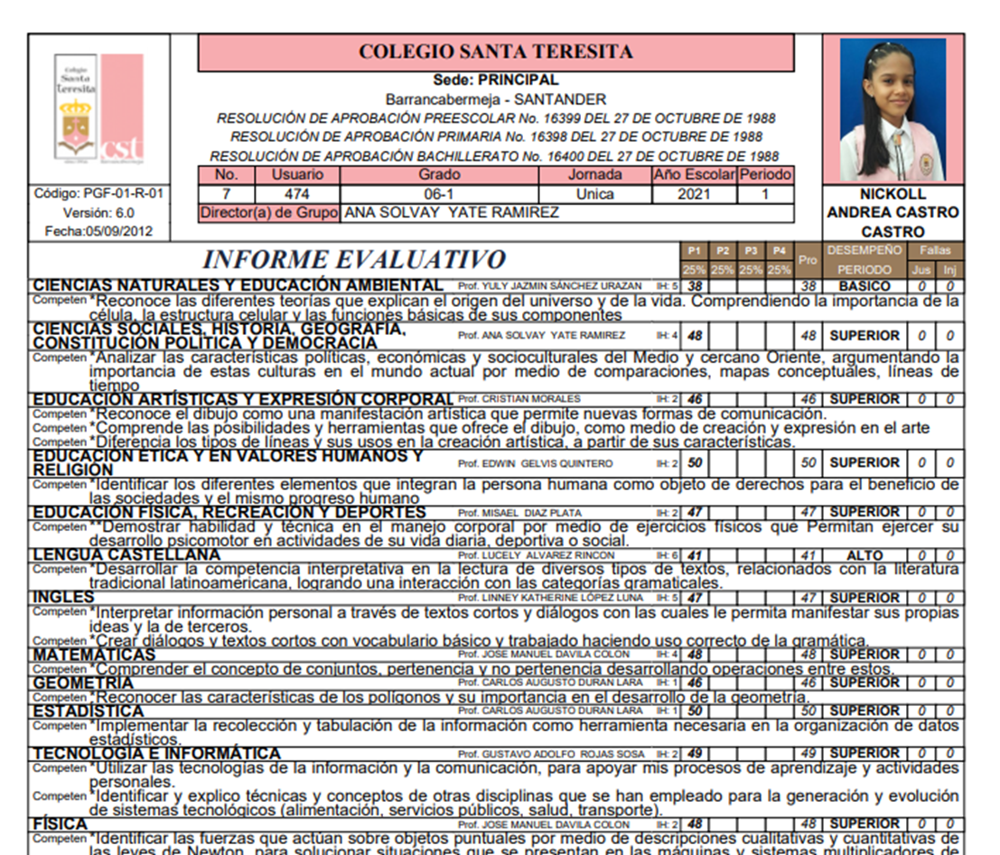 Colegio
Santa
Teresita
cst
COLEGIO SANTA TERESITA
Sede: PRINCIPAL
Barrancabermeja - SANTANDER
RESOLUCIÓN DE APROBACIÓN PREESCOLAR No. 16399 DEL 27 DE OCTUBRE DE 1988
RESOLUCIÓN DE APROBACIÓN PRIMARIA No. 16398 DEL 27 DE OCTUBRE DE 1988
RESOLUCIÓN DE APROBACIÓN BACHILLERATO No. 16400 DEL 27 DE OCTUBRE DE 1988
No. Usuario Grado Jornada Año Escolar Periodo
7 474 06-1 Unica 2021 1
Director(a) de Grupo ANA SOLVAY YATE RAMIREZ
Código: PGF-01-R-01
Versión: 6.0
Fecha:05/09/2012
NICKOLL
ANDREA CASTRO
CASTRO
INFORME EVALUATIVO
P1 P2 P3 P4 Pro DESEMPEÑO Fallas
25% 25% 25% 25% PERIODO Jus Inj
CIENCIAS NATURALES Y EDUCACIÓN AMBIENTAL Prof. YULY JAZMIN SÁNCHEZ URAZAN IH: 5 38 38 BASICO 0 0
Competen *Reconoce las diferentes teorías que explican el origen del universo y de la vida. Comprendiendo la importancia de la
célula, la estructura celular y las funciones básicas de sus componentes
CIENCIAS SOCIALES, HISTORIA, GEOGRAFÍA,
CONSTITUCIÓN POLÍTICA Y DEMOCRACIA Prof. ANA SOLVAY YATE RAMIREZ IH: 4 48 48 SUPERIOR 0 0
Competen *Analizar las características políticas, económicas y socioculturales del Medio y cercano Oriente, argumentando la
importancia de estas culturas en el mundo actual por medio de comparaciones, mapas conceptuales, líneas de
tiempo
EDUCACIÓN ARTÍSTICAS Y EXPRESIÓN CORPORAL Prof. CRISTIAN MORALES IH: 2 46 46 SUPERIOR 0 0
Competen *Reconoce el dibujo como una manifestación artística que permite nuevas formas de comunicación.
Competen *Comprende las posibilidades y herramientas que ofrece el dibujo, como medio de creación y expresión en el arte
Competen *Diferencia los tipos de líneas y sus usos en la creación artística, a partir de sus características.
EDUCACIÓN ÉTICA Y EN VALORES HUMANOS Y
RELIGIÓN Prof. EDWIN GELVIS QUINTERO IH: 2 50 50 SUPERIOR 0 0
Competen *Identificar los diferentes elementos que integran la persona humana como objeto de derechos para el beneficio de
las sociedades y el mismo progreso humano
EDUCACIÓN FÍSICA, RECREACIÓN Y DEPORTES Prof. MISAEL DIAZ PLATA IH: 2 47 47 SUPERIOR 0 0
Competen **Demostrar habilidad y técnica en el manejo corporal por medio de ejercicios físicos que Permitan ejercer su
desarrollo psicomotor en actividades de su vida diaria, deportiva o social.
LENGUA CASTELLANA Prof. LUCELY ALVAREZ RINCON IH: 6 41 41 ALTO 0 0
Competen *Desarrollar la competencia interpretativa en la lectura de diversos tipos de textos, relacionados con la literatura
tradicional latinoamericana, logrando una interacción con las categorías gramaticales.
INGLES Prof. LINNEY KATHERINE LÓPEZ LUNA IH: 5 47 47 SUPERIOR 0 0
Competen *Interpretar información personal a través de textos cortos y diálogos con las cuales le permita manifestar sus propias
ideas y la de terceros.
Competen *Crear diálogos y textos cortos con vocabulario básico y trabajado haciendo uso correcto de la gramática.
MATEMÁTICAS Prof. JOSE MANUEL DAVILA COLON IH: 4 48 48 SUPERIOR 0 0
Competen *Comprender el concepto de conjuntos, pertenencia y no pertenencia desarrollando operaciones entre estos.
GEOMETRÍA Prof. CARLOS AUGUSTO DURAN LARA IH: 1 46 46 SUPERIOR 0 0
Competen *Reconocer las características de los polígonos y su importancia en el desarrollo de la geometría.
ESTADÍSTICA Prof. CARLOS AUGUSTO DURAN LARA IH: 1 50 50 SUPERIOR 0 0
Competen *Implementar la recolección y tabulación de la información como herramienta necesaria en la organización de datos
estadísticos.
TECNOLOGÍA E INFORMÁTICA Prof. GUSTAVO ADOLFO ROJAS SOSA IH: 2 49 49 SUPERIOR 0 0
Competen *Utilizar las tecnologías de la información y la comunicación, para apoyar mis procesos de aprendizaje y actividades
personales.
Competen *Identificar y explico técnicas y conceptos de otras disciplinas que se han empleado para la generación y evolución
de sistemas tecnológicos (alimentación, servicios públicos, salud, transporte).
FÍSICA Prof. JOSE MANUEL DAVILA COLON IH: 2 48 48 SUPERIOR 0 0
Competen *Identificar las fuerzas que actúan sobre objetos puntuales por medio de descripciones cualitativas y cuantitativas de
las leyes de Newton, para solucionar situaciones que se presentan en las máquinas y sistemas multiplicadores de